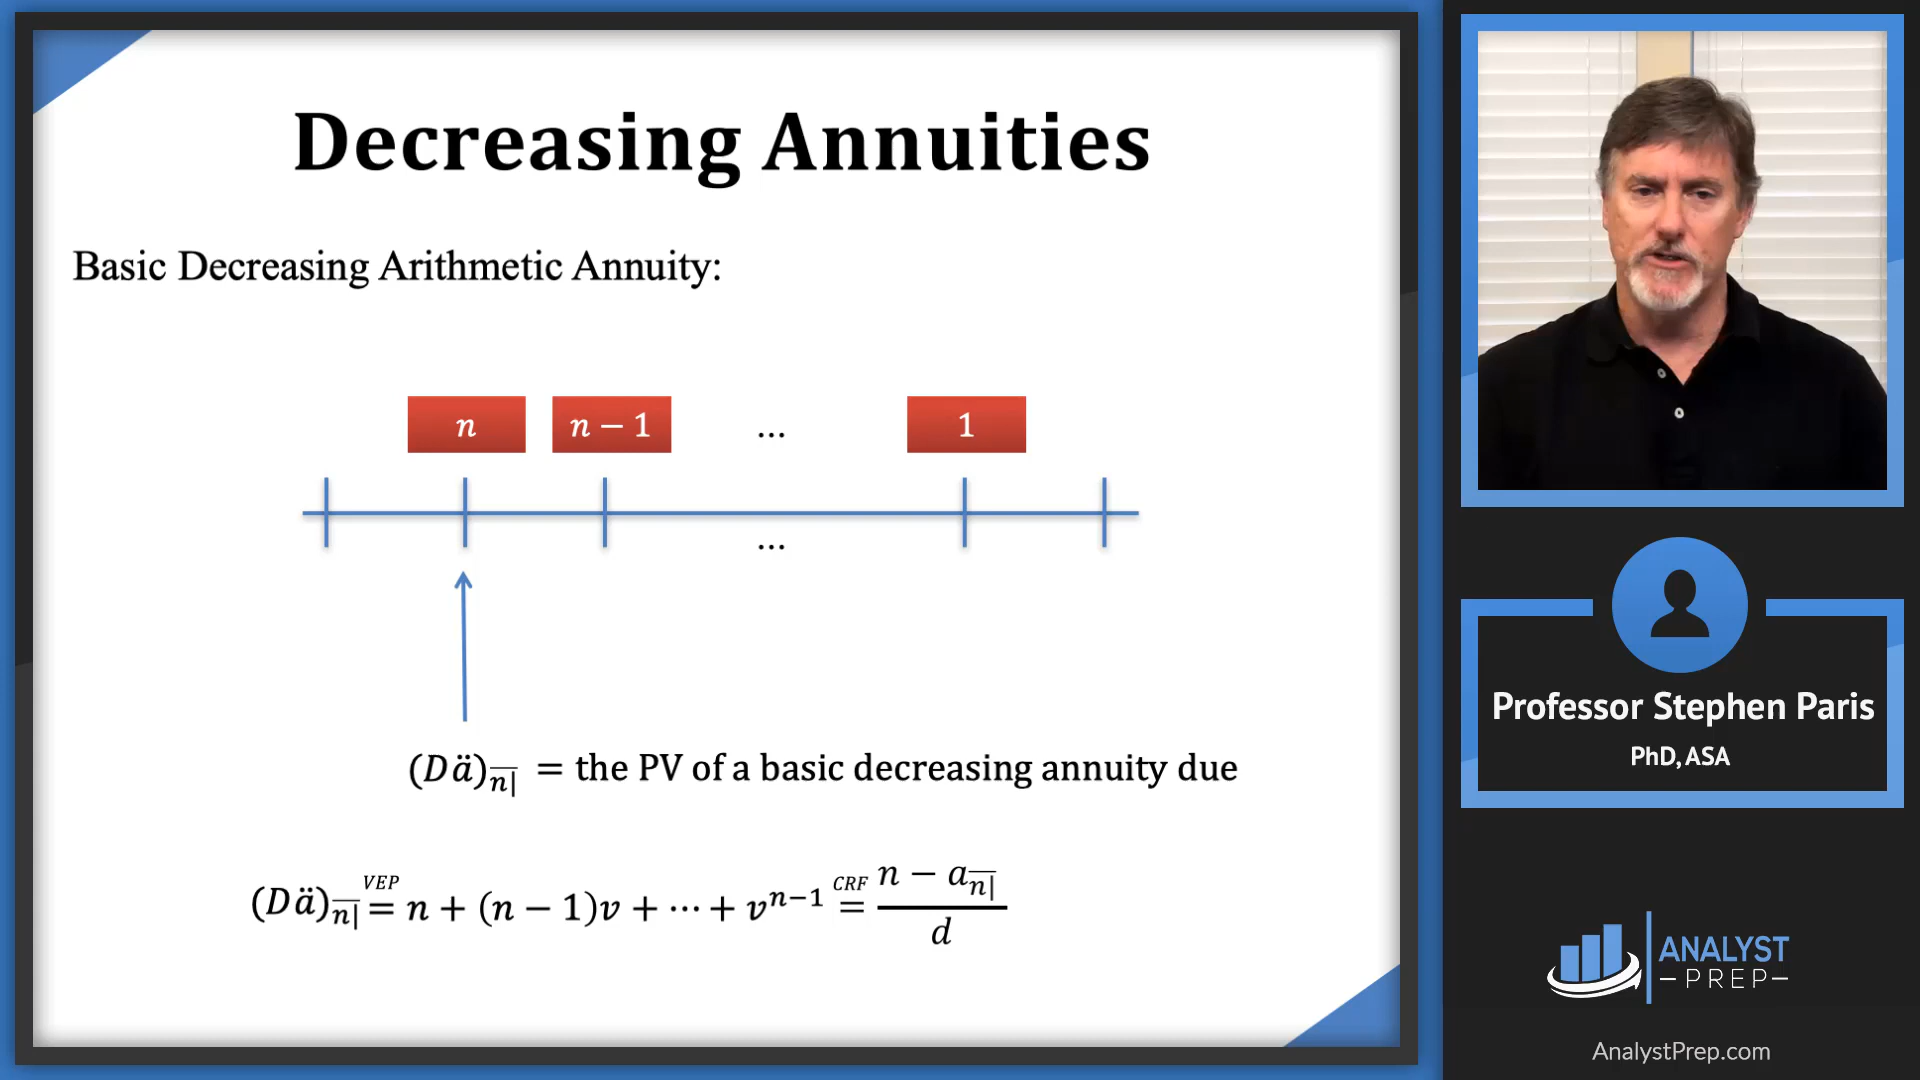 Decreasing Annuities
Basic Decreasing Arithmetic Annuity:
n n − 1 ... 1
...
(Dä)n̅| = the PV of a basic decreasing annuity due
(Dä)n̅| VEP= n + (n − 1)v + ⋯ + vⁿ⁻¹ CRF= (n − an̅|)/d
Professor Stephen Paris
PhD, ASA
ANALYST
PREP
AnalystPrep.com